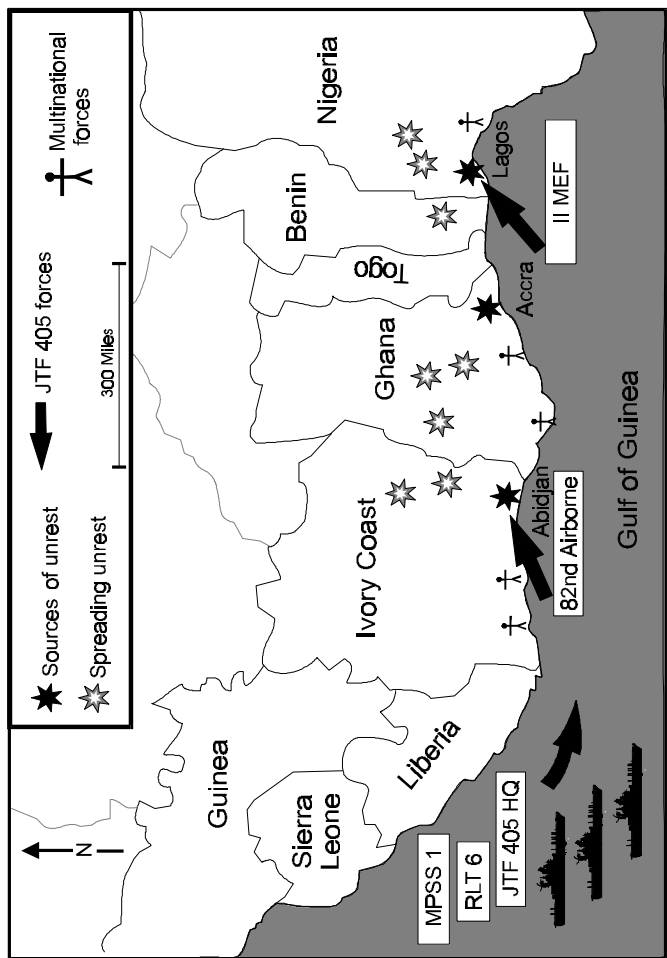 N
Sources of unrest
Spreading unrest
JTF 405 forces
300 Miles
Multinational
forces
Guinea
Sierra
Leone
Liberia
Ivory Coast
Ghana
Togo
Benin
Nigeria
Abidjan
Accra
Lagos
82nd Airborne
II MEF
MPSS 1
RLT 6
JTF 405 HQ
Gulf of Guinea